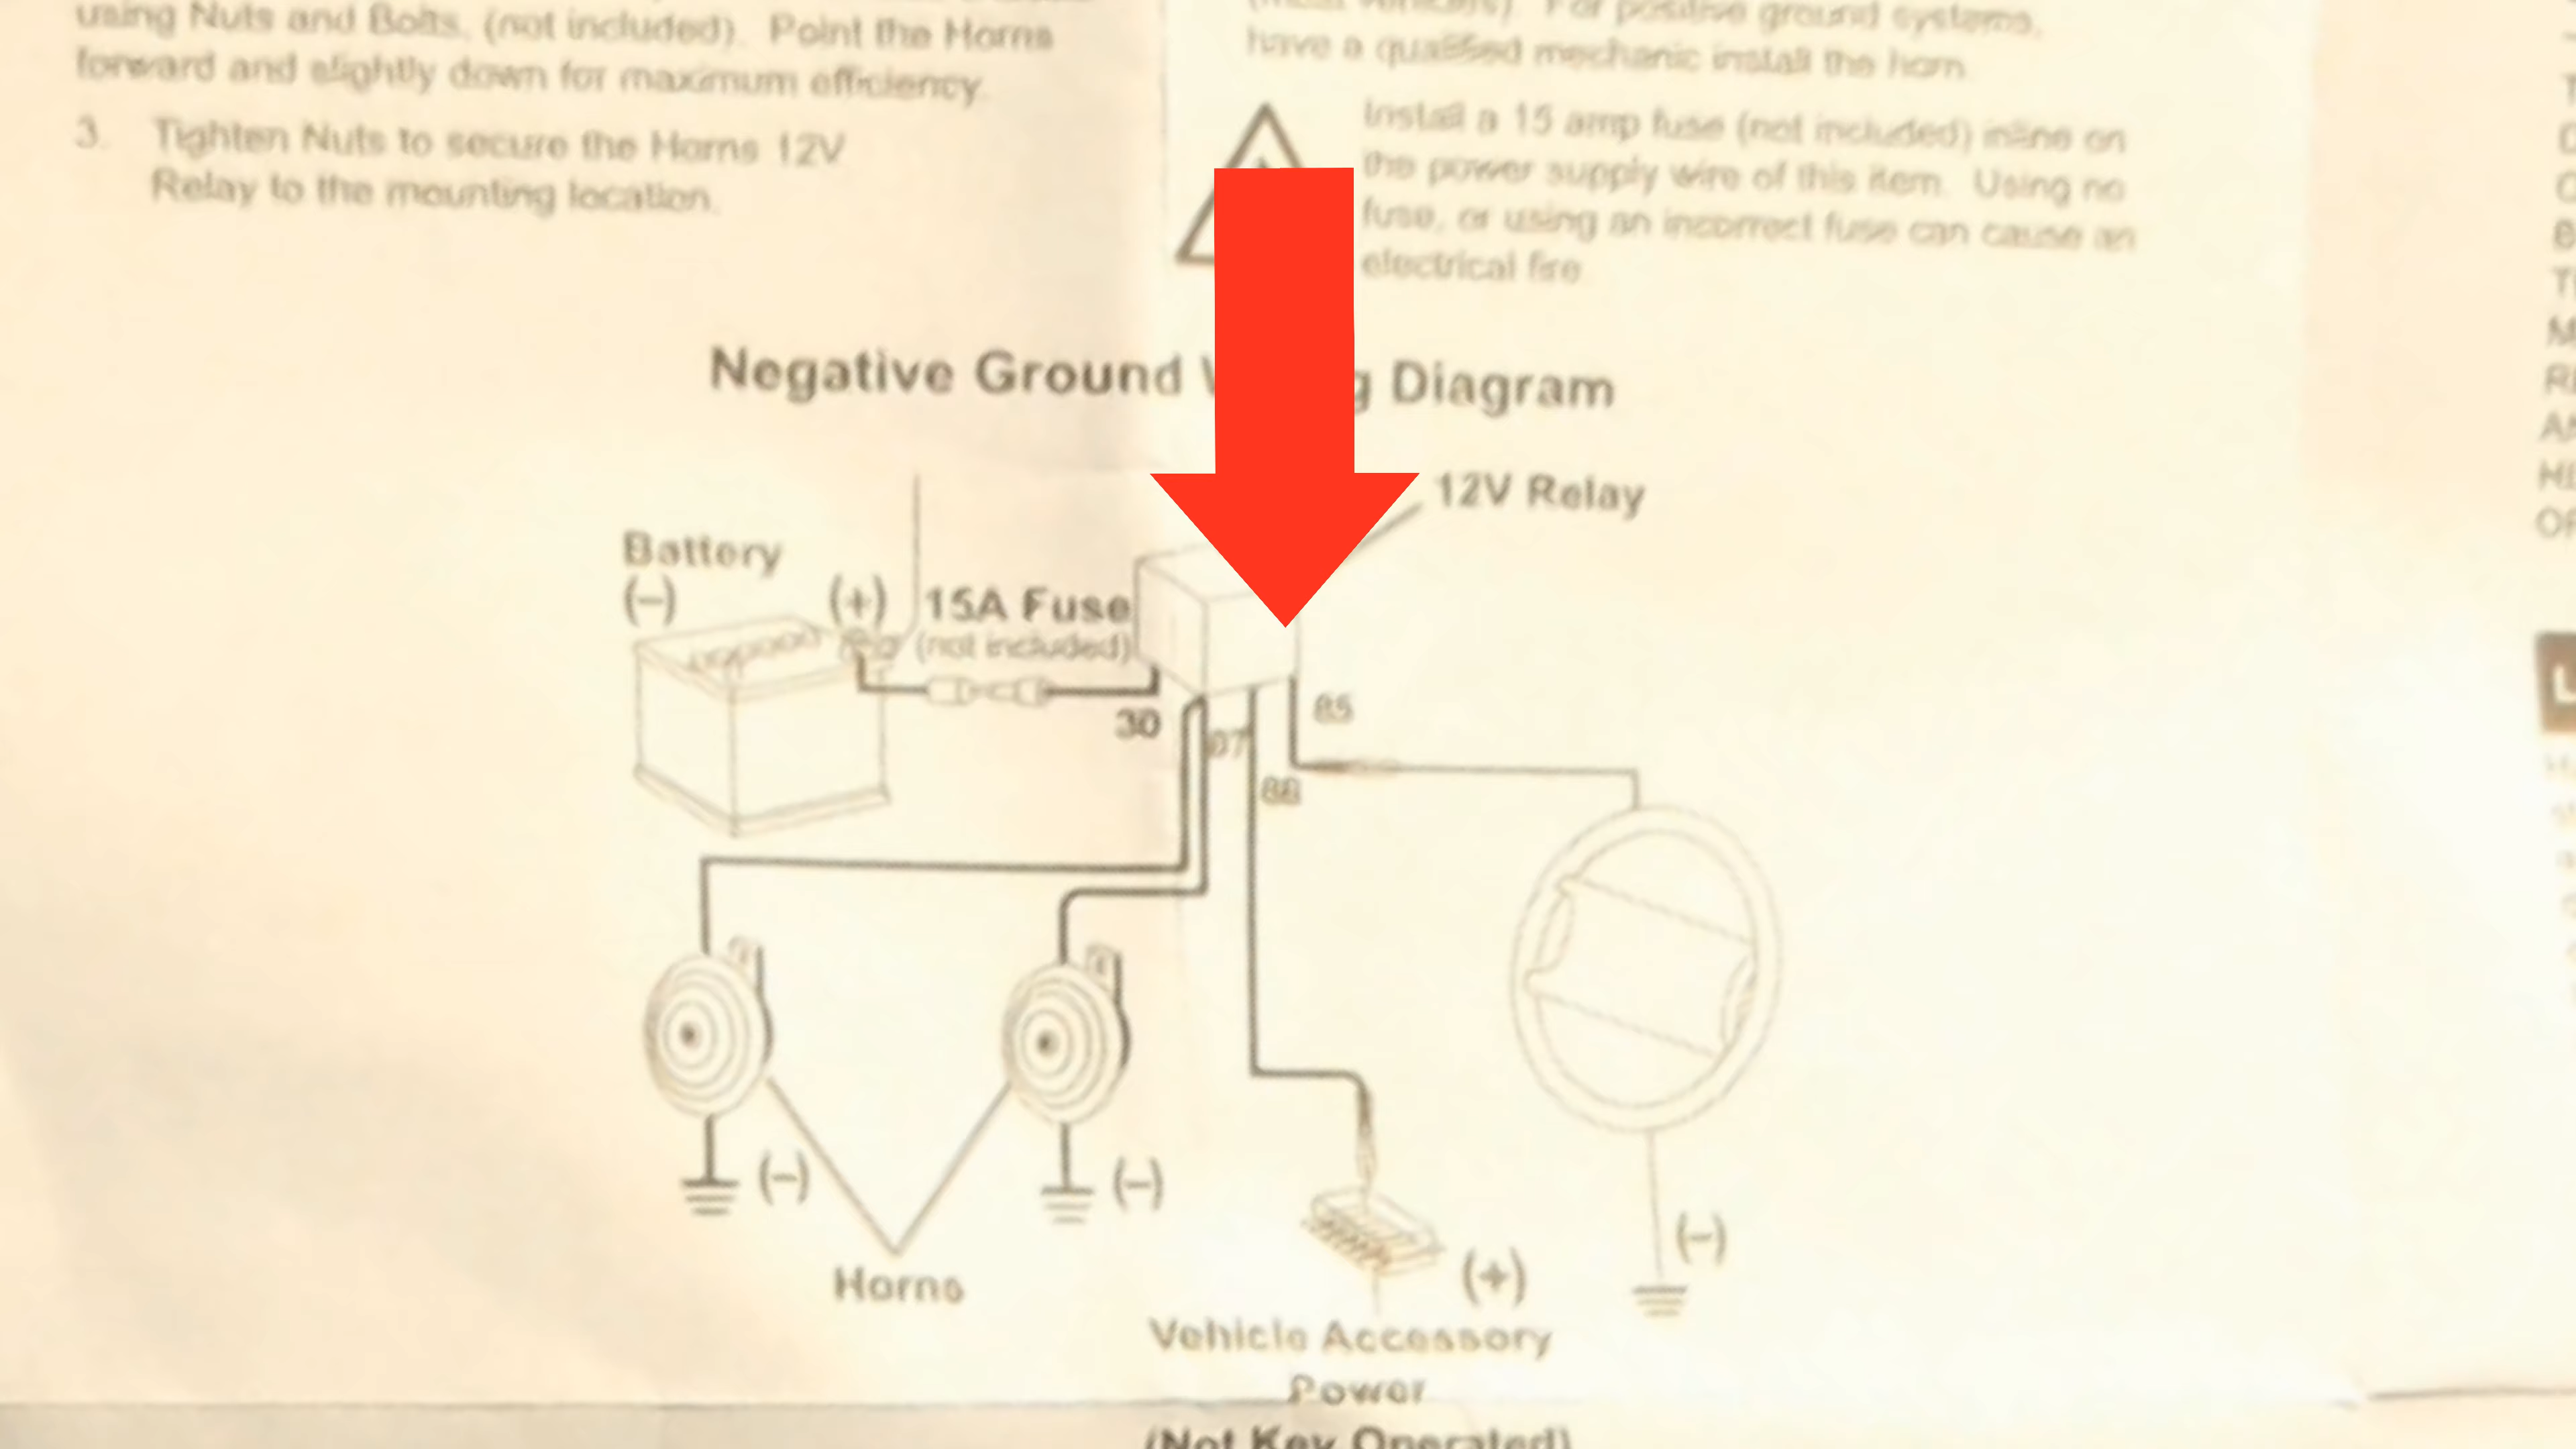 using Nuts and Bolts, (not included). Point the Horns
forward and slightly down for maximum efficiency.
3. Tighten Nuts to secure the Horns 12V
Relay to the mounting location.
For positive ground systems,
have a qualified mechanic install the horn.
Install a 15 amp fuse (not included) inline on
the power supply wire of this item. Using no
fuse, or using an incorrect fuse can cause an
electrical fire.
Negative Ground Diagram
12V Relay
Battery
(–) (+)
15A Fuse
(not included)
30
87
85
(–)
(–)
Horns
(+)
(–)
Vehicle Accessory
Power
(Not Key Operated)